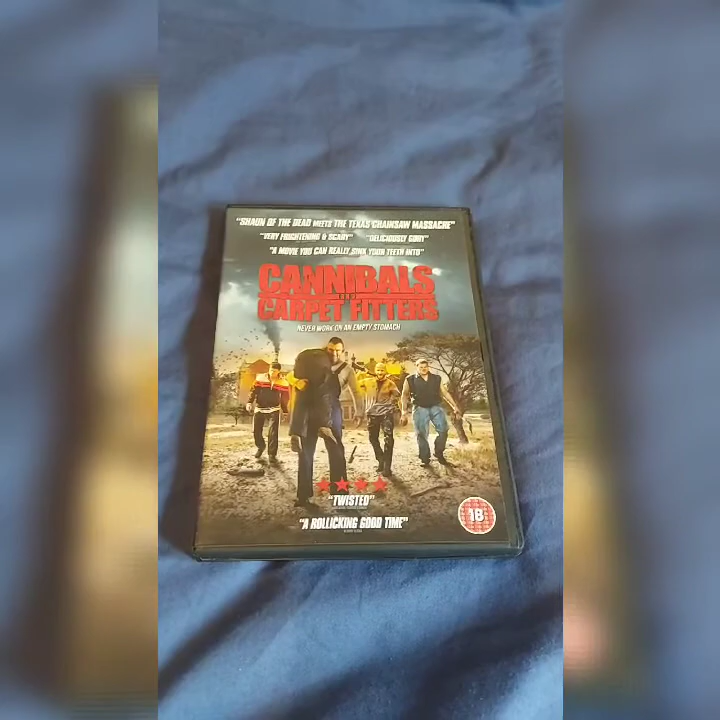 "SHAUN OF THE DEAD MEETS THE TEXAS CHAINSAW MASSACRE"
"VERY FRIGHTENING & SCARY" "DELICIOUSLY GORY"
"A MOVIE YOU CAN REALLY SINK YOUR TEETH INTO"
CANNIBALS
AND
CARPET FITTERS
NEVER WORK ON AN EMPTY STOMACH
"TWISTED"
"A ROLLICKING GOOD TIME"
18